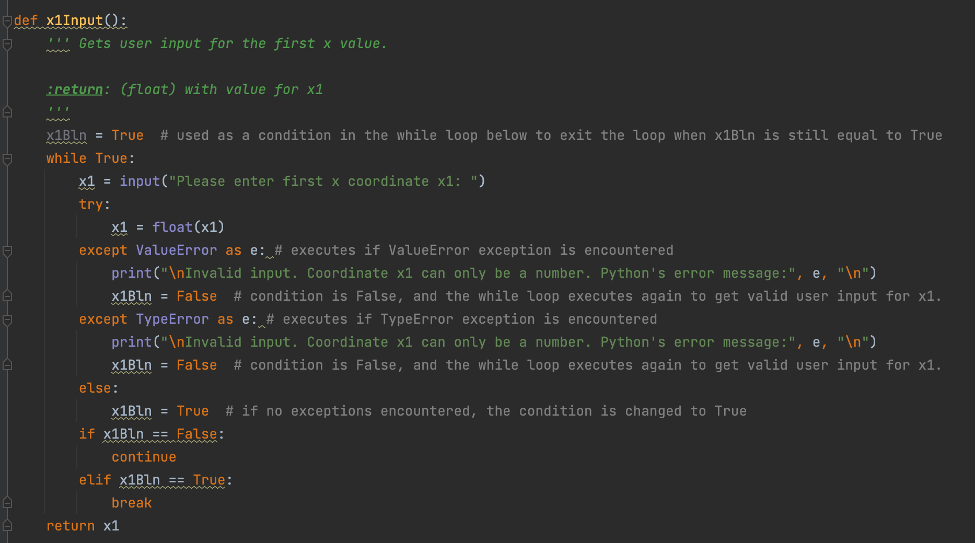 def x1Input():
    ''' Gets user input for the first x value.

    :return: (float) with value for x1
    '''
    x1Bln = True  # used as a condition in the while loop below to exit the loop when x1Bln is still equal to True
    while True:
        x1 = input("Please enter first x coordinate x1: ")
        try:
            x1 = float(x1)
        except ValueError as e: # executes if ValueError exception is encountered
            print("\nInvalid input. Coordinate x1 can only be a number. Python's error message:", e, "\n")
            x1Bln = False  # condition is False, and the while loop executes again to get valid user input for x1.
        except TypeError as e: # executes if TypeError exception is encountered
            print("\nInvalid input. Coordinate x1 can only be a number. Python's error message:", e, "\n")
            x1Bln = False  # condition is False, and the while loop executes again to get valid user input for x1.
        else:
            x1Bln = True  # if no exceptions encountered, the condition is changed to True
        if x1Bln == False:
            continue
        elif x1Bln == True:
            break
    return x1